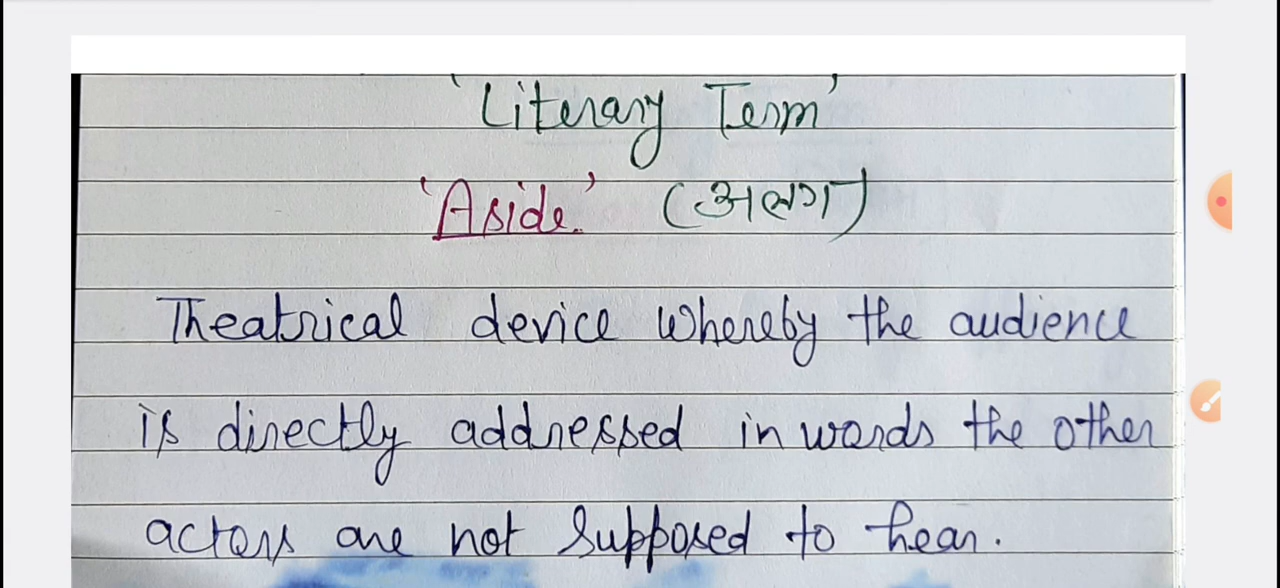 'Literary Term'
'Aside.' (अलग)
Theatrical device whereby the audience
is directly addressed in words the other
actors are not supposed to hear.